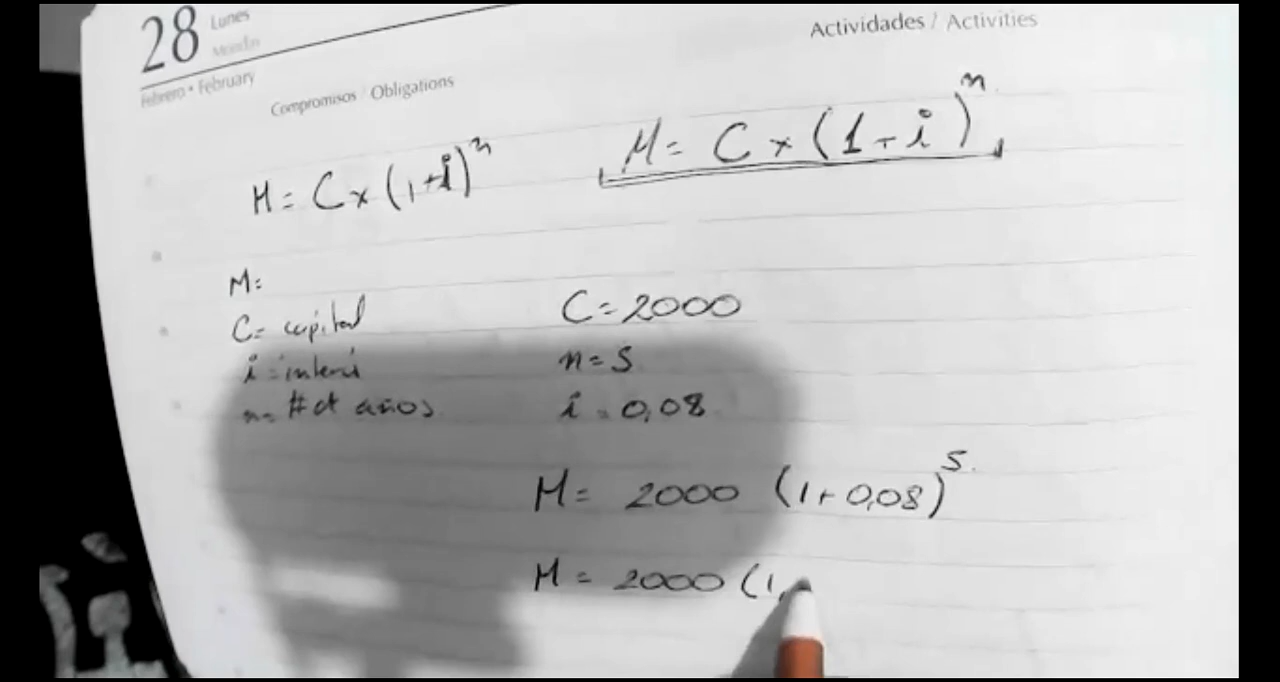 28 Lunes
Monday
Febrero • February
Compromisos / Obligations
Actividades / Activities
M = C x (1+i)^n
M = C x (1+i)^n
M:
C = capital
i = interés
n = # d años
C = 2000
n = 5
i = 0,08
M = 2000 (1+0,08)^5.
M = 2000 (1,